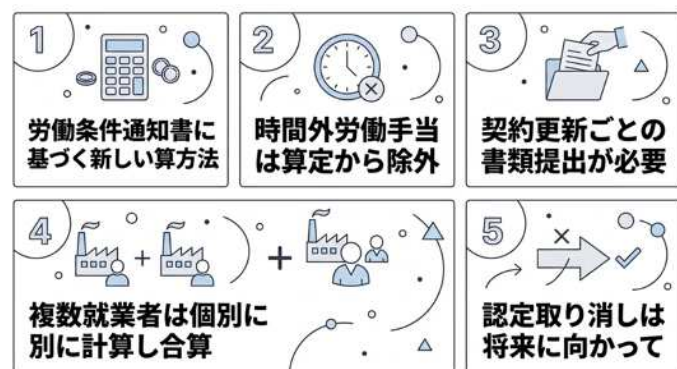 1
労働条件通知書に
基づく新しい算方法
2
時間外労働手当
は算定から除外
3
契約更新ごとの
書類提出が必要
4
複数就業者は個別に
別に計算し合算
5
認定取り消しは
将来に向かって